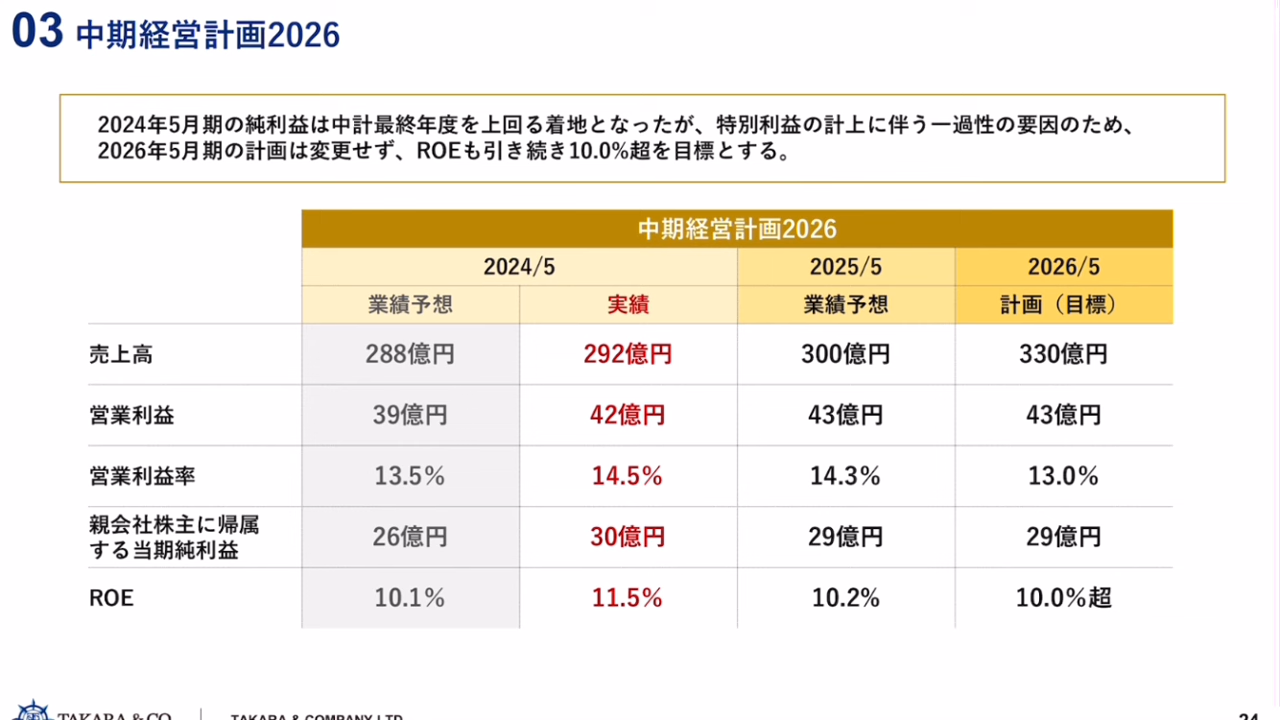 03 中期経営計画2026
2024年5月期の純利益は中計最終年度を上回る着地となったが、特別利益の計上に伴う一過性の要因のため、
2026年5月期の計画は変更せず、ROEも引き続き10.0%超を目標とする。
中期経営計画2026
2024/5 2025/5 2026/5
業績予想 実績 業績予想 計画（目標）
売上高 288億円 292億円 300億円 330億円
営業利益 39億円 42億円 43億円 43億円
営業利益率 13.5% 14.5% 14.3% 13.0%
親会社株主に帰属
する当期純利益 26億円 30億円 29億円 29億円
ROE 10.1% 11.5% 10.2% 10.0%超
TAKARA & CO. TAKARA & COMPANY LTD. 24